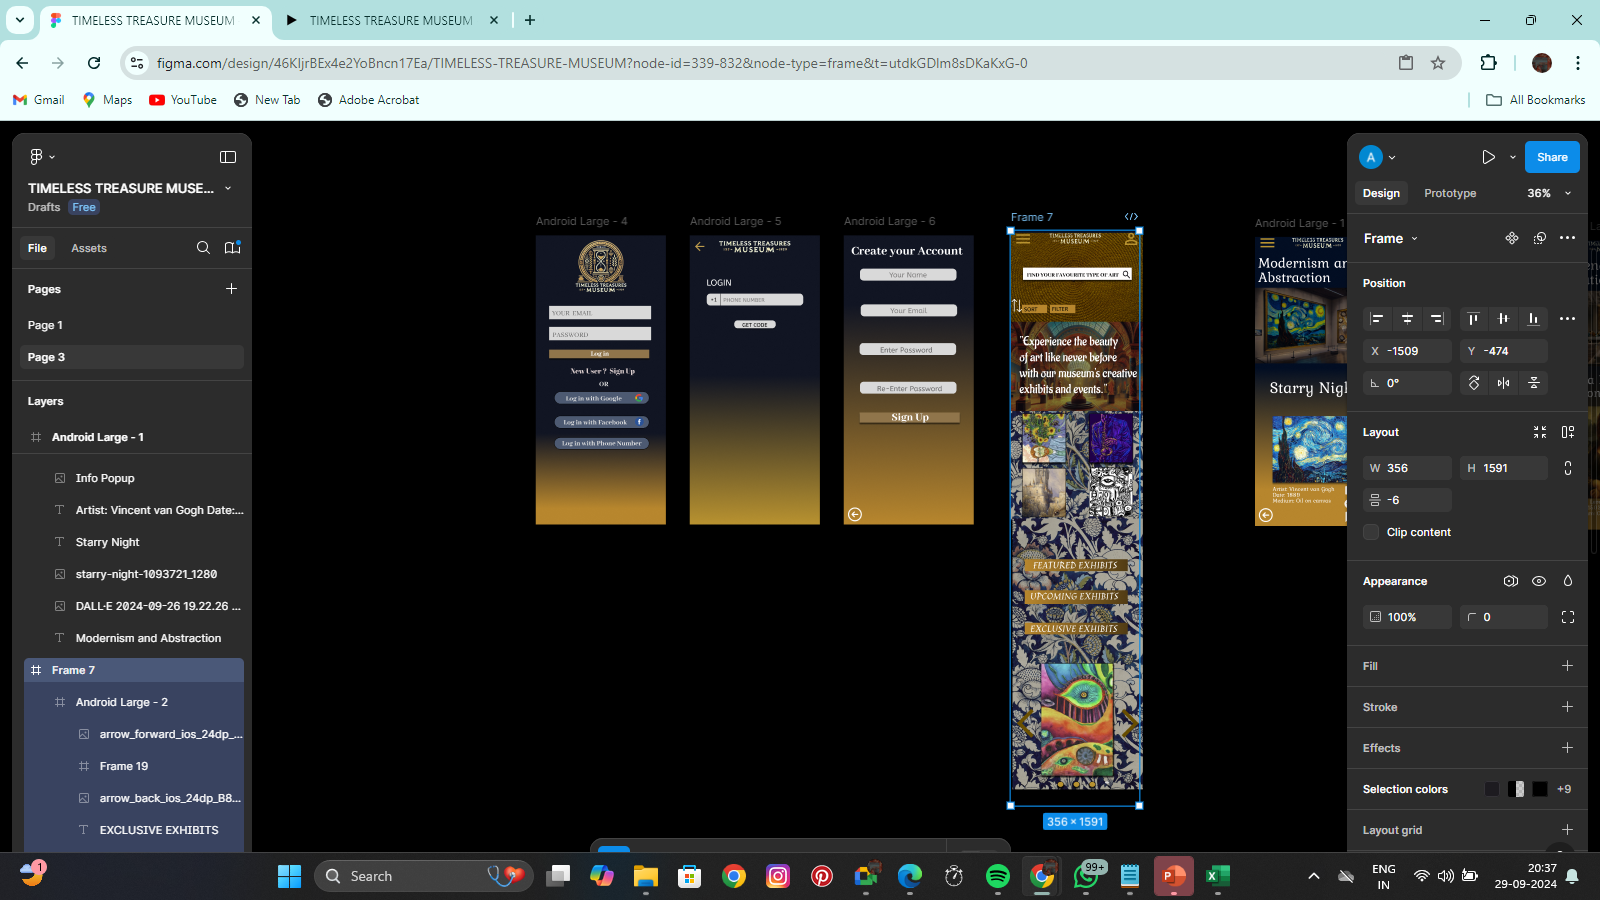 TIMELESS TREASURE MUSEUM
TIMELESS TREASURE MUSEUM
figma.com/design/46KljrBEx4e2YoBncn17Ea/TIMELESS-TREASURE-MUSEUM?node-id=339-832&node-type=frame&t=utdkGDlm8sDKaKxG-0
Gmail
Maps
YouTube
New Tab
Adobe Acrobat
All Bookmarks
TIMELESS TREASURE MUSE...
Drafts
Free
File
Assets
Pages
Page 1
Page 3
Layers
Android Large - 1
Info Popup
Artist: Vincent van Gogh Date:...
Starry Night
starry-night-1093721_1280
DALL·E 2024-09-26 19.22.26 ...
Modernism and Abstraction
Frame 7
Android Large - 2
arrow_forward_ios_24dp_...
Frame 19
arrow_back_ios_24dp_B8...
EXCLUSIVE EXHIBITS
Android Large - 4
TIMELESS TREASURES
MUSEUM
YOUR EMAIL
PASSWORD
Log in
New User ? Sign Up
OR
Log in with Google
Log in with Facebook
Log in with Phone Number
Android Large - 5
TIMELESS TREASURES
MUSEUM
LOGIN
+1
PHONE NUMBER
GET CODE
Android Large - 6
Create your Account
Your Name
Your Email
Enter Password
Re-Enter Password
Sign Up
Frame 7
TIMELESS TREASURES
MUSEUM
FIND YOUR FAVOURITE TYPE OF ART
SORT
FILTER
"Experience the beauty
of art like never before
with our museum's creative
exhibits and events."
FEATURED EXHIBITS
UPCOMING EXHIBITS
EXCLUSIVE EXHIBITS
356 × 1591
Android Large - 1
TIMELESS TREASURES
MUSEUM
Modernism an
Abstraction
Starry Nigh
Artist: Vincent van Gogh
Date: 1889
Medium: Oil on canvas
A
Share
Design
Prototype
36%
Frame
Position
X -1509
Y -474
0°
Layout
W 356
H 1591
-6
Clip content
Appearance
100%
0
Fill
Stroke
Effects
Selection colors
+9
Layout grid
1
Search
99+
ENG
IN
20:37
29-09-2024